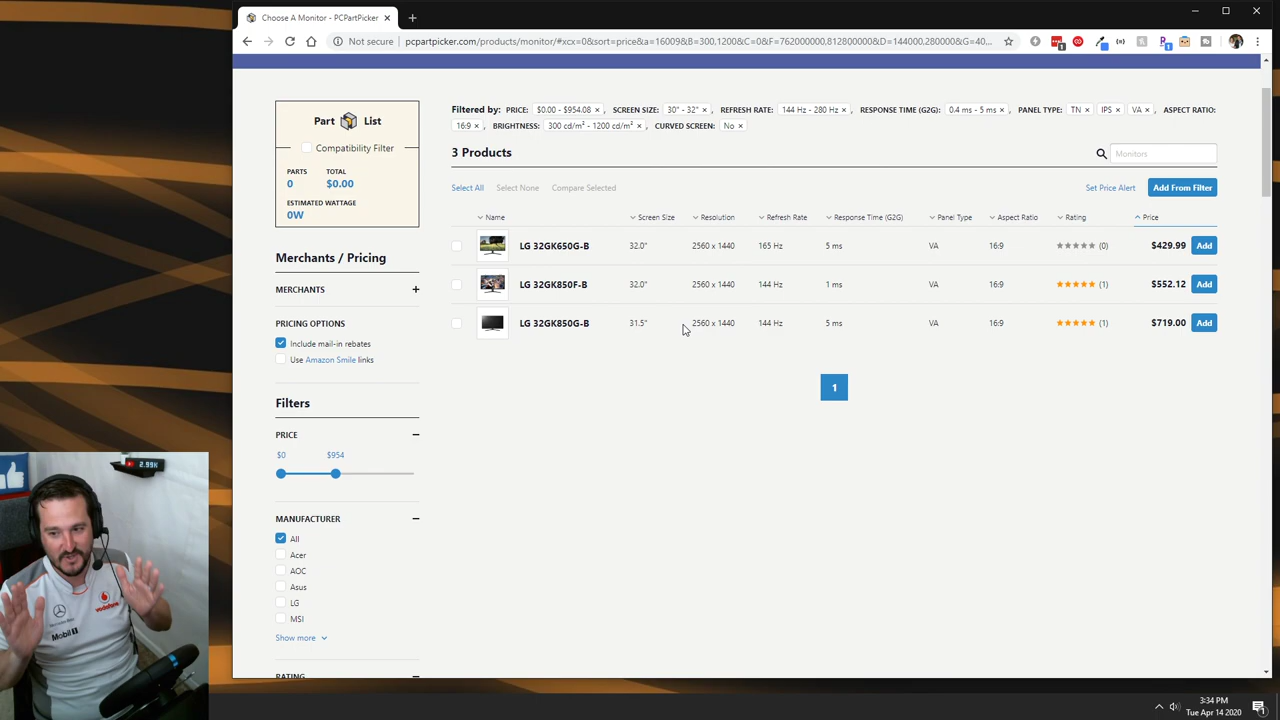 Choose A Monitor - PCPartPicker
Not secure pcpartpicker.com/products/monitor/#xcx=0&sort=price&a=16009&B=300,1200&C=0&F=762000000,812800000&D=144000,280000&G=40...
Part List
Compatibility Filter
PARTS TOTAL
0 $0.00
ESTIMATED WATTAGE
0W
Merchants / Pricing
MERCHANTS
PRICING OPTIONS
Include mail-in rebates
Use Amazon Smile links
Filters
PRICE
$0 $954
MANUFACTURER
All
Acer
AOC
Asus
LG
MSI
Show more
RATING
Filtered by: PRICE: $0.00 - $954.08 ×, SCREEN SIZE: 30" - 32" ×, REFRESH RATE: 144 Hz - 280 Hz ×, RESPONSE TIME (G2G): 0.4 ms - 5 ms ×, PANEL TYPE: TN × IPS × VA ×, ASPECT RATIO:
16:9 ×, BRIGHTNESS: 300 cd/m² - 1200 cd/m² ×, CURVED SCREEN: No ×
3 Products
Monitors
Select All Select None Compare Selected Set Price Alert Add From Filter
Name Screen Size Resolution Refresh Rate Response Time (G2G) Panel Type Aspect Ratio Rating Price
LG 32GK650G-B 32.0" 2560 x 1440 165 Hz 5 ms VA 16:9 (0) $429.99 Add
LG 32GK850F-B 32.0" 2560 x 1440 144 Hz 1 ms VA 16:9 (1) $552.12 Add
LG 32GK850G-B 31.5" 2560 x 1440 144 Hz 5 ms VA 16:9 (1) $719.00 Add
1
2.99K
vodafone
Mobil 1
3:34 PM
Tue Apr 14 2020